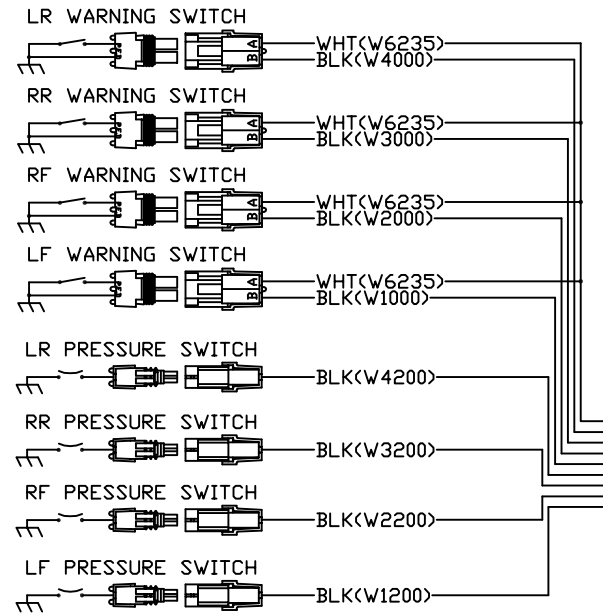 LR WARNING SWITCH
A WHT(W6235)
B BLK(W4000)
RR WARNING SWITCH
A WHT(W6235)
B BLK(W3000)
RF WARNING SWITCH
A WHT(W6235)
B BLK(W2000)
LF WARNING SWITCH
A WHT(W6235)
B BLK(W1000)
LR PRESSURE SWITCH
BLK(W4200)
RR PRESSURE SWITCH
BLK(W3200)
RF PRESSURE SWITCH
BLK(W2200)
LF PRESSURE SWITCH
BLK(W1200)